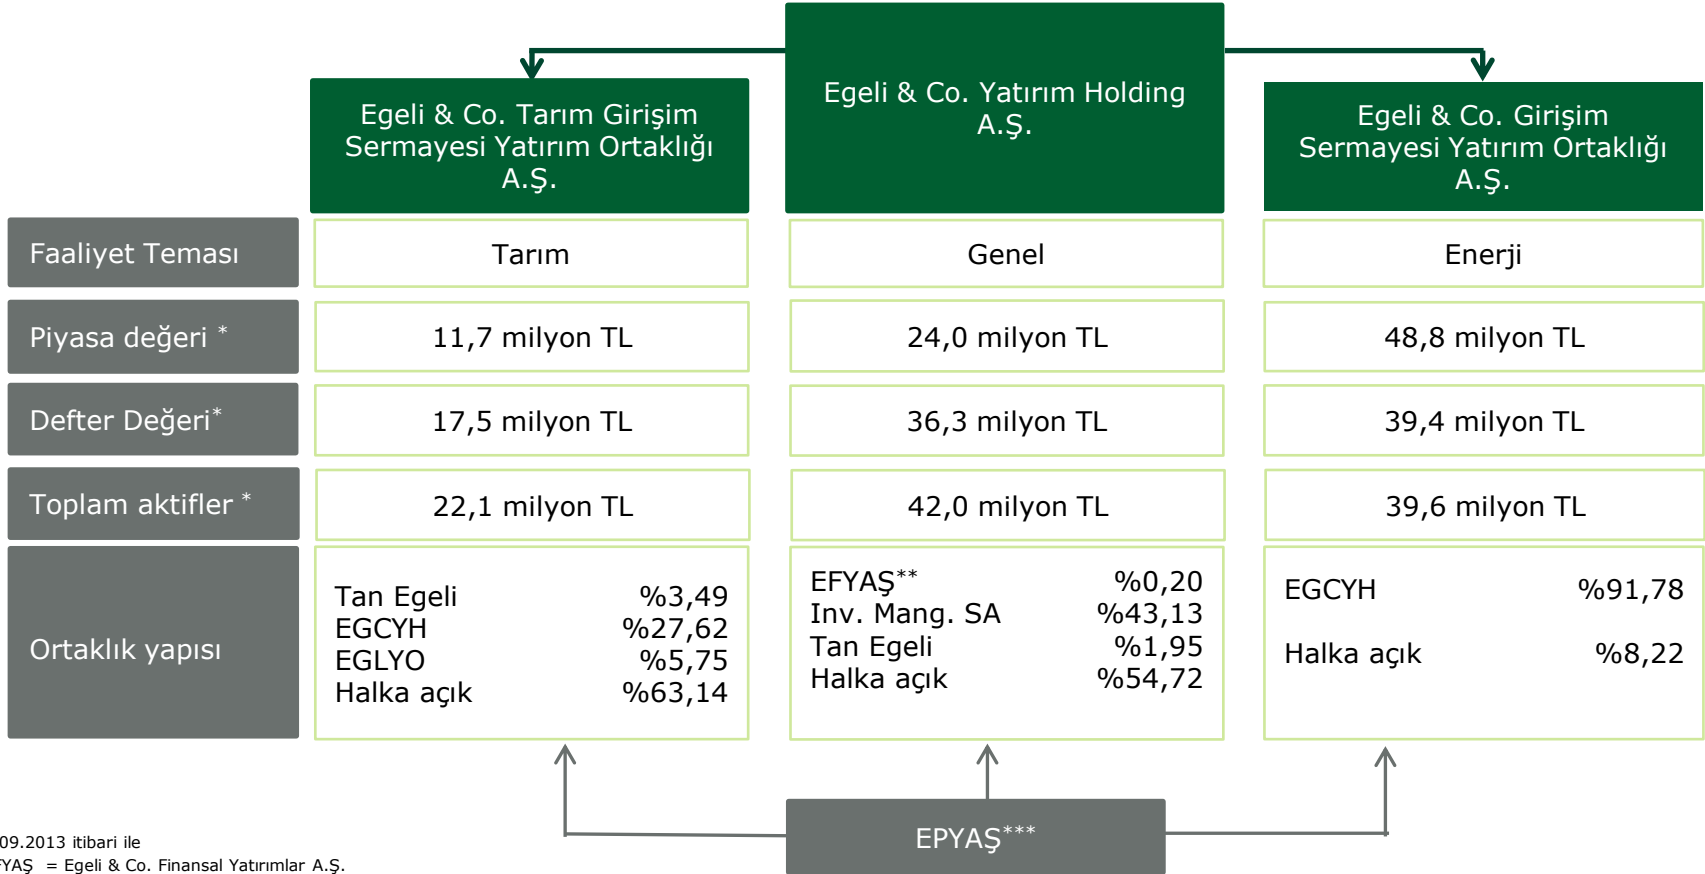 Egeli & Co. Yatırım Holding
A.Ş.
Egeli & Co. Tarım Girişim
Sermayesi Yatırım Ortaklığı
A.Ş.
Egeli & Co. Girişim
Sermayesi Yatırım Ortaklığı
A.Ş.
Faaliyet Teması
Tarım
Genel
Enerji
Piyasa değeri *
11,7 milyon TL
24,0 milyon TL
48,8 milyon TL
Defter Değeri*
17,5 milyon TL
36,3 milyon TL
39,4 milyon TL
Toplam aktifler *
22,1 milyon TL
42,0 milyon TL
39,6 milyon TL
Ortaklık yapısı
Tan Egeli %3,49
EGCYH %27,62
EGLYO %5,75
Halka açık %63,14
EFYAŞ** %0,20
Inv. Mang. SA %43,13
Tan Egeli %1,95
Halka açık %54,72
EGCYH %91,78
Halka açık %8,22
EPYAŞ***
09.2013 itibari ile
FYAŞ = Egeli & Co. Finansal Yatırımlar A.Ş.